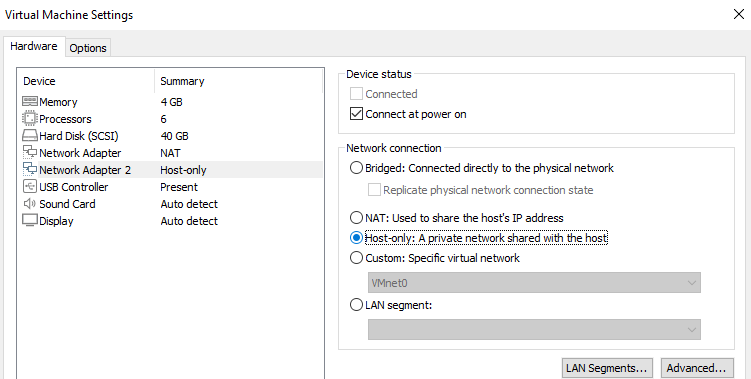 Virtual Machine Settings
Hardware Options
Device Summary
Memory 4 GB
Processors 6
Hard Disk (SCSI) 40 GB
Network Adapter NAT
Network Adapter 2 Host-only
USB Controller Present
Sound Card Auto detect
Display Auto detect
Device status
Connected
Connect at power on
Network connection
Bridged: Connected directly to the physical network
Replicate physical network connection state
NAT: Used to share the host's IP address
Host-only: A private network shared with the host
Custom: Specific virtual network
VMnet0
LAN segment:
LAN Segments... Advanced...